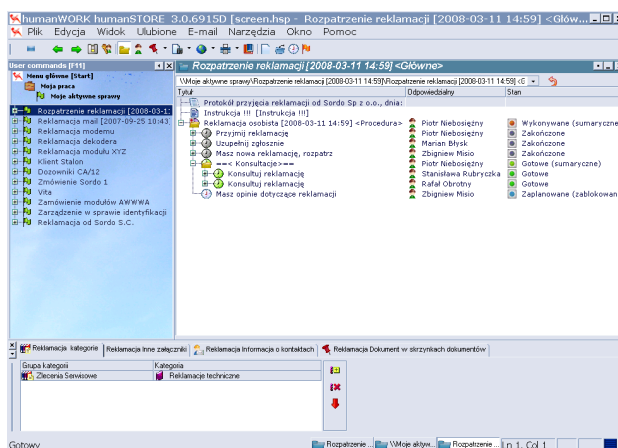 humanWORK humanSTORE 3.0.6915D [screen.hsp - Rozpatrzenie reklamacji [2008-03-11 14:59] <Głów...
Plik Edycja Widok Ulubione E-mail Narzędzia Okno Pomoc
User commands [F11]
Rozpatrzenie reklamacji [2008-03-11 14:59] <Główne>
Menu główne [Start]
Moja praca
Moje aktywne sprawy
Rozpatrzenie reklamacji [2008-03-1
Reklamacja mail [2007-09-25 10:43]
Reklamacja modemu
Reklamacja dekodera
Reklamacja modułu XYZ
Klient Stalon
Dozowniki CA/12
Zmówienie Sordo 1
Vita
Zamówienie modułów AWWWA
Zarządzenie w sprawie identyfikacji
Reklamacja od Sordo S.C.
\\Moje aktywne sprawy\Rozpatrzenie reklamacji [2008-03-11 14:59]\Rozpatrzenie reklamacji [2008-03-11 14:59] <G
Tytuł Odpowiedzialny Stan
Protokół przyjęcia reklamacji od Sordo Sp z o.o., dnia:
Instrukcja !!! [Instrukcja !!!]
Reklamacja osobista [2008-03-11 14:59] <Procedura> Piotr Niebosiężny Wykonywane (sumaryczne
Przyjmij reklamację Piotr Niebosiężny Zakończone
Uzupełnij zgłosznie Marian Błysk Zakończone
Masz nowa reklamację, rozpatrz Zbigniew Misio Zakończone
==< Konsultacje>== Piotr Niebosiężny Gotowe (sumaryczne)
Konsultuj reklamację Stanisława Rubryczka Gotowe
Konsultuj reklamację Rafał Obrotny Gotowe
Masz opinie dotyczące reklamacji Zbigniew Misio Zaplanowane (zablokowan
Reklamacja kategorie Reklamacja Inne załączniki Reklamacja Informacja o kontaktach Reklamacja Dokument w skrzynkach dokumentów
Grupa kategorii Kategoria
Zlecenia Serwisowe Reklamacje techniczne
Gotowy Rozpatrzenie ... \\Moje aktyw... Rozpatrzenie ... Ln 1, Col 1